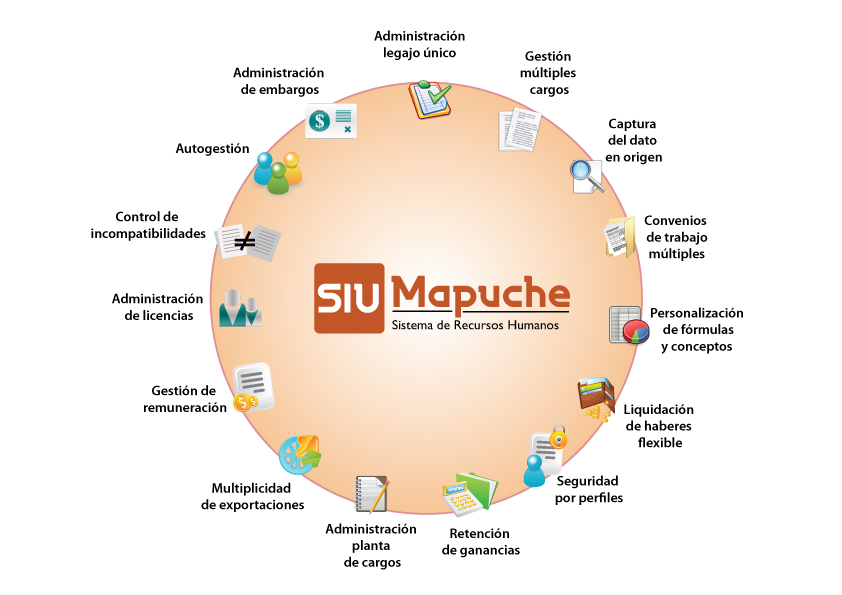 Administración
legajo único
Gestión
múltiples
cargos
Captura
del dato
en origen
Convenios
de trabajo
múltiples
Personalización
de fórmulas
y conceptos
Liquidación
de haberes
flexible
Seguridad
por perfiles
Retención
de ganancias
Administración
planta
de cargos
Multiplicidad
de exportaciones
Gestión de
remuneración
Administración
de licencias
Control de
incompatibilidades
Autogestión
Administración
de embargos
SIU Mapuche
Sistema de Recursos Humanos